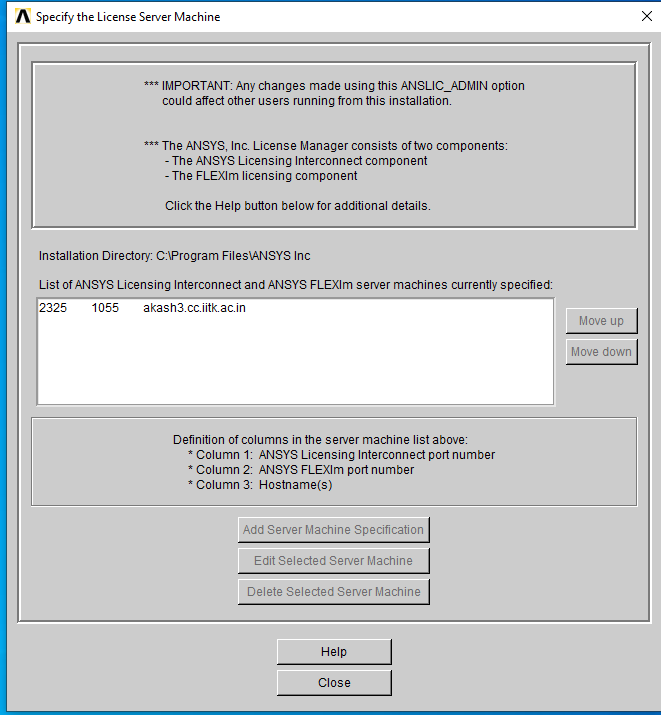 Specify the License Server Machine
*** IMPORTANT: Any changes made using this ANSLIC_ADMIN option
could affect other users running from this installation.
*** The ANSYS, Inc. License Manager consists of two components:
- The ANSYS Licensing Interconnect component
- The FLEXlm licensing component
Click the Help button below for additional details.
Installation Directory: C:\Program Files\ANSYS Inc
List of ANSYS Licensing Interconnect and ANSYS FLEXlm server machines currently specified:
2325 1055 akash3.cc.iitk.ac.in
Move up
Move down
Definition of columns in the server machine list above:
* Column 1: ANSYS Licensing Interconnect port number
* Column 2: ANSYS FLEXlm port number
* Column 3: Hostname(s)
Add Server Machine Specification
Edit Selected Server Machine
Delete Selected Server Machine
Help
Close